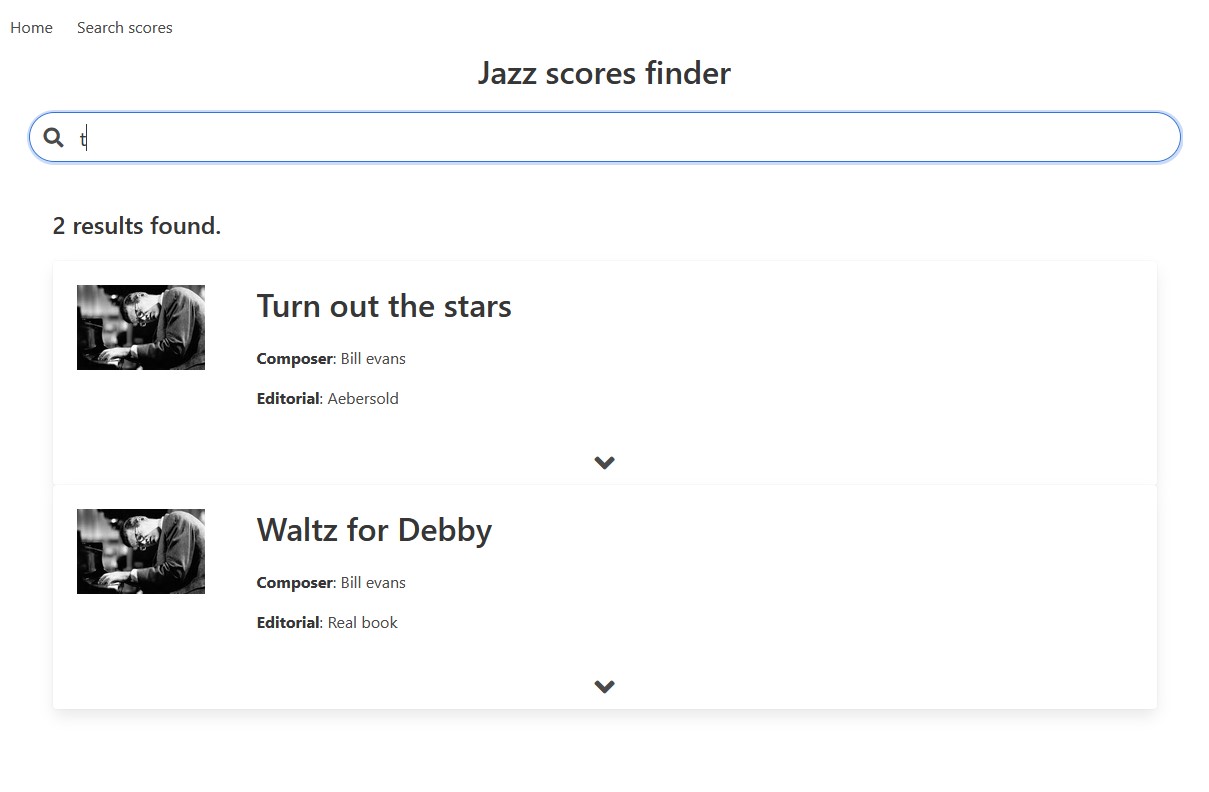 Home Search scores
Jazz scores finder
t
2 results found.
Turn out the stars
Composer: Bill evans
Editorial: Aebersold
Waltz for Debby
Composer: Bill evans
Editorial: Real book